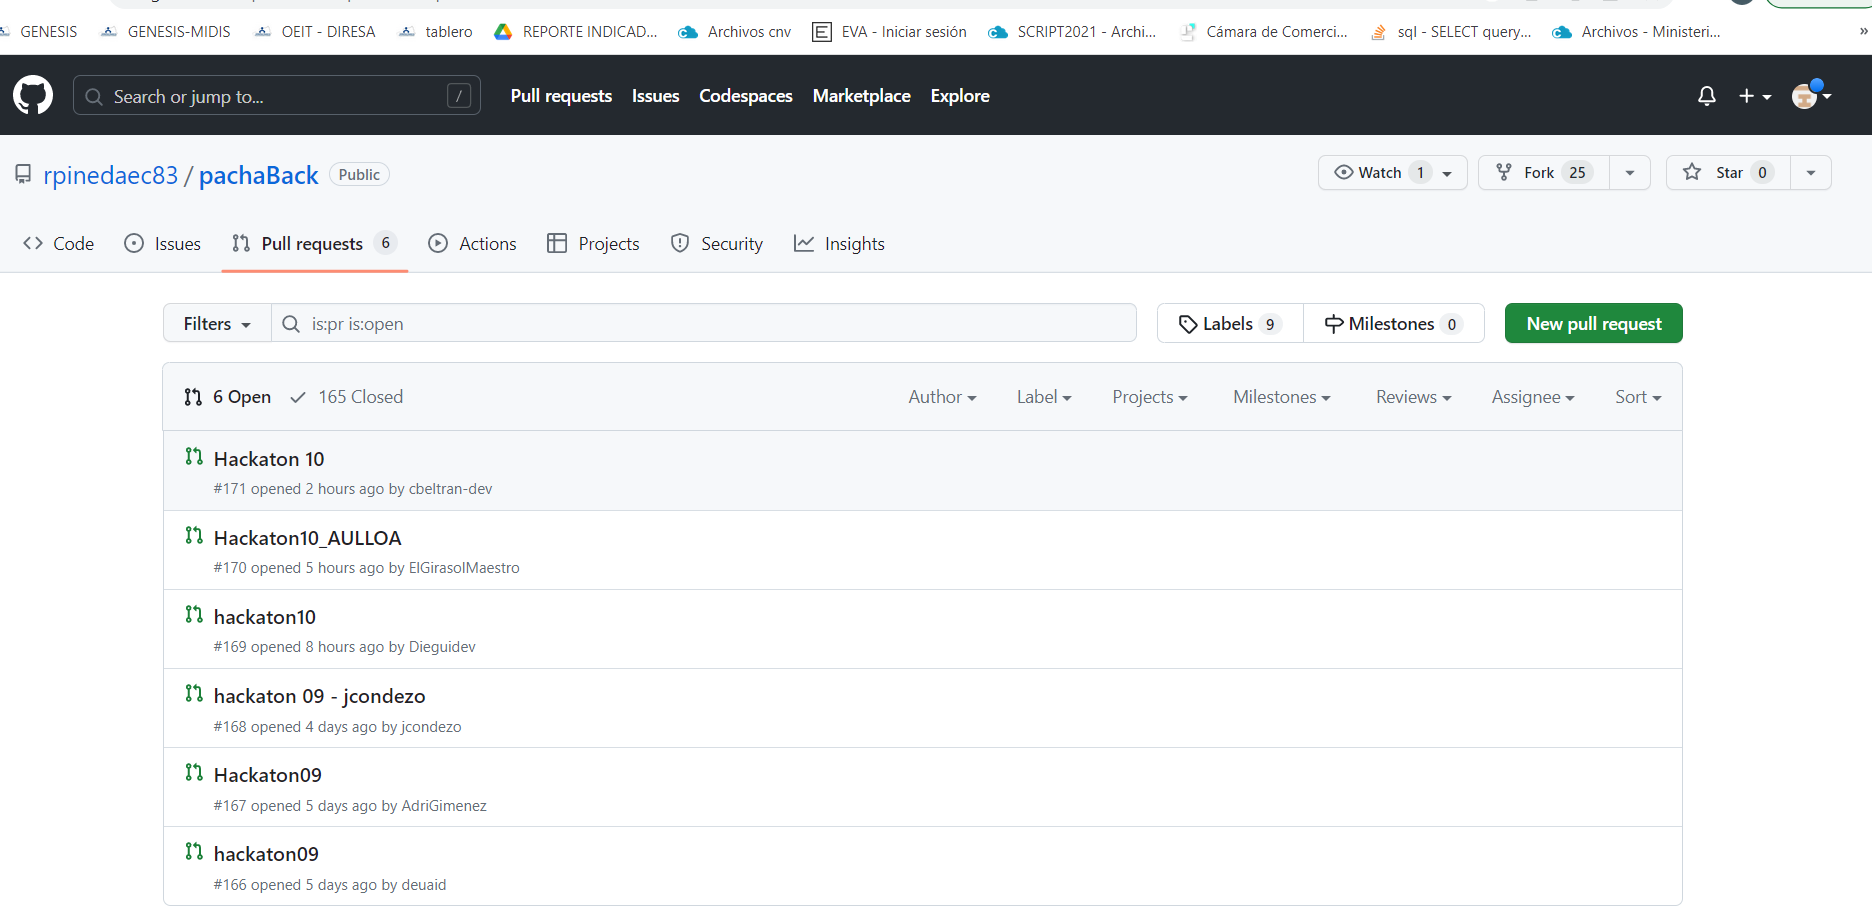 GENESIS GENESIS-MIDIS OEIT - DIRESA tablero REPORTE INDICAD... Archivos cnv EVA - Iniciar sesión SCRIPT2021 - Archi... Cámara de Comerci... sql - SELECT query... Archivos - Ministeri... »
Search or jump to... / Pull requests Issues Codespaces Marketplace Explore
rpinedaec83 / pachaBack Public Watch 1 Fork 25 Star 0
Code Issues Pull requests 6 Actions Projects Security Insights
Filters is:pr is:open Labels 9 Milestones 0 New pull request
6 Open 165 Closed Author Label Projects Milestones Reviews Assignee Sort
Hackaton 10
#171 opened 2 hours ago by cbeltran-dev
Hackaton10_AULLOA
#170 opened 5 hours ago by ElGirasolMaestro
hackaton10
#169 opened 8 hours ago by Dieguidev
hackaton 09 - jcondezo
#168 opened 4 days ago by jcondezo
Hackaton09
#167 opened 5 days ago by AdriGimenez
hackaton09
#166 opened 5 days ago by deuaid